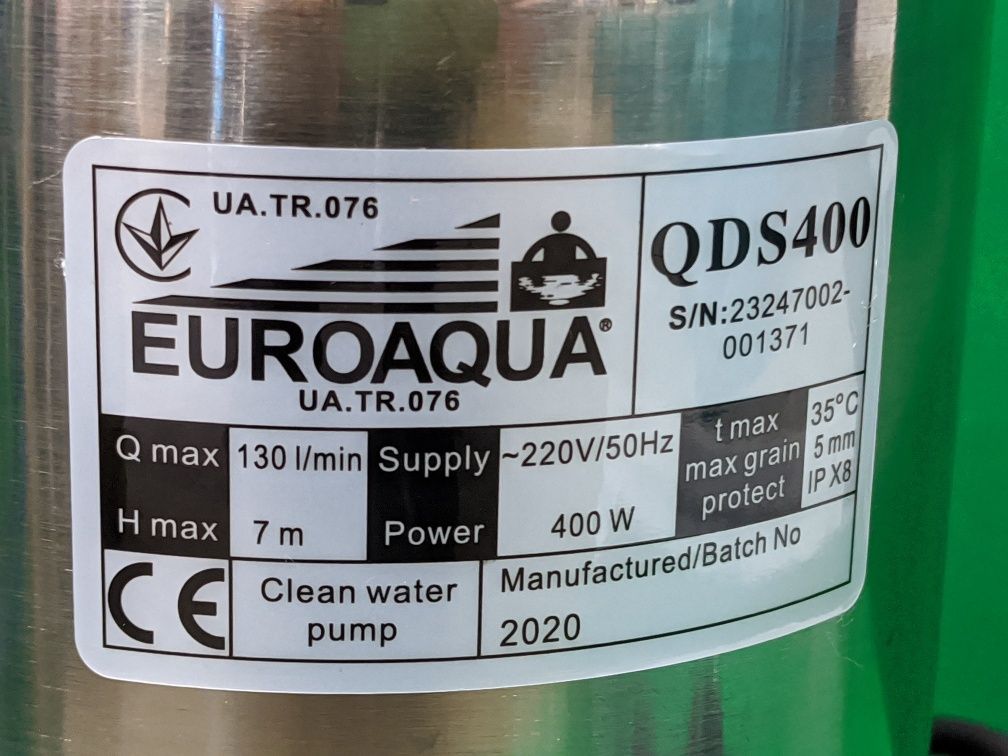 UA.TR.076
EUROAQUA®
UA.TR.076
QDS400
S/N:23247002-
001371
Q max 130 l/min
H max 7 m
Supply ~220V/50Hz
Power 400 W
t max 35°C
max grain 5 mm
protect IP X8
CE
Clean water
pump
Manufactured/Batch No
2020